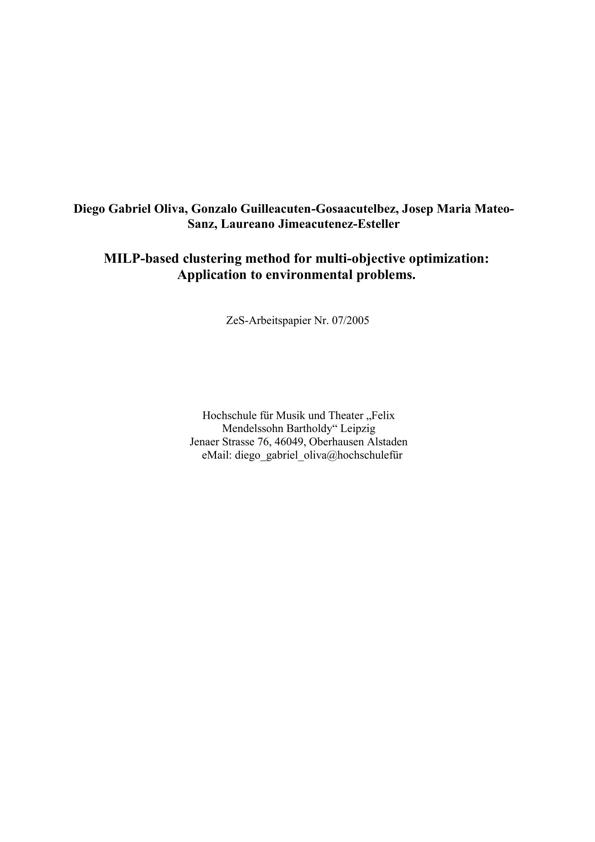 Diego Gabriel Oliva, Gonzalo Guilleacuten-Gosaacutelbez, Josep Maria Mateo-
Sanz, Laureano Jimeacutenez-Esteller
MILP-based clustering method for multi-objective optimization:
Application to environmental problems.
ZeS-Arbeitspapier Nr. 07/2005
Hochschule für Musik und Theater „Felix
Mendelssohn Bartholdy“ Leipzig
Jenaer Strasse 76, 46049, Oberhausen Alstaden
eMail: diego_gabriel_oliva@hochschulefür